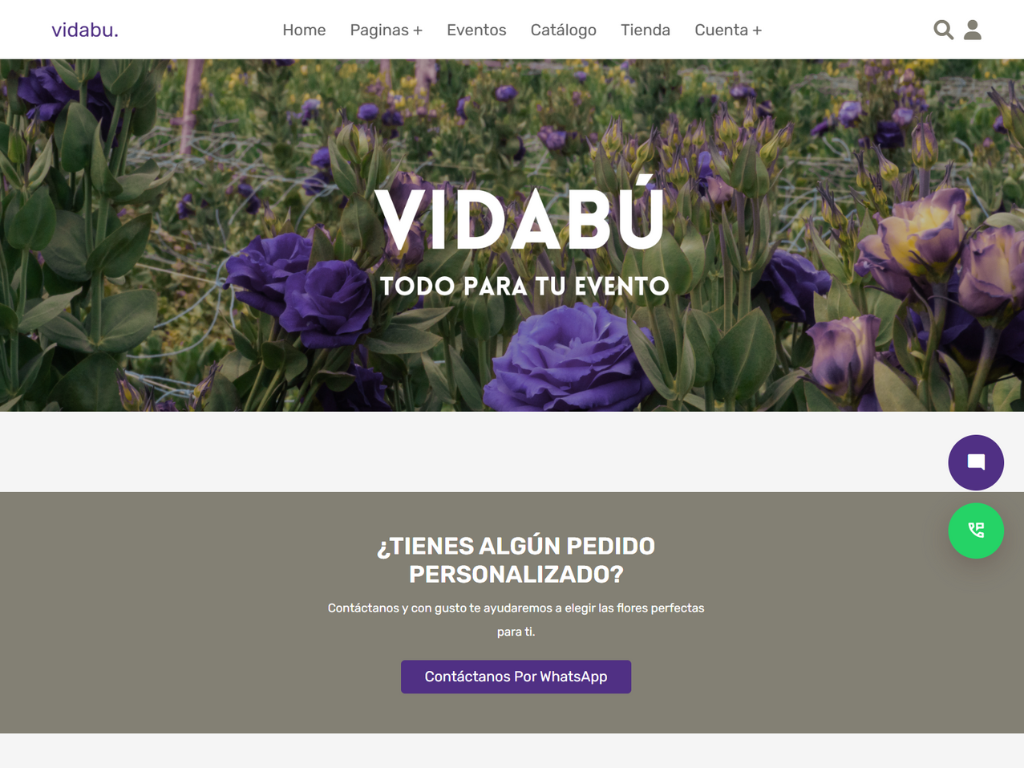 vidabu.
Home Paginas + Eventos Catálogo Tienda Cuenta +
VIDABÚ
TODO PARA TU EVENTO
¿TIENES ALGÚN PEDIDO
PERSONALIZADO?
Contáctanos y con gusto te ayudaremos a elegir las flores perfectas
para ti.
Contáctanos Por WhatsApp